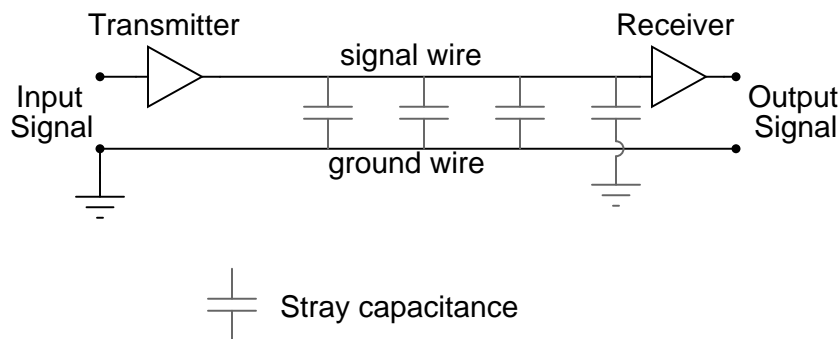 Transmitter
Receiver
signal wire
Input
Signal
Output
Signal
ground wire
Stray capacitance